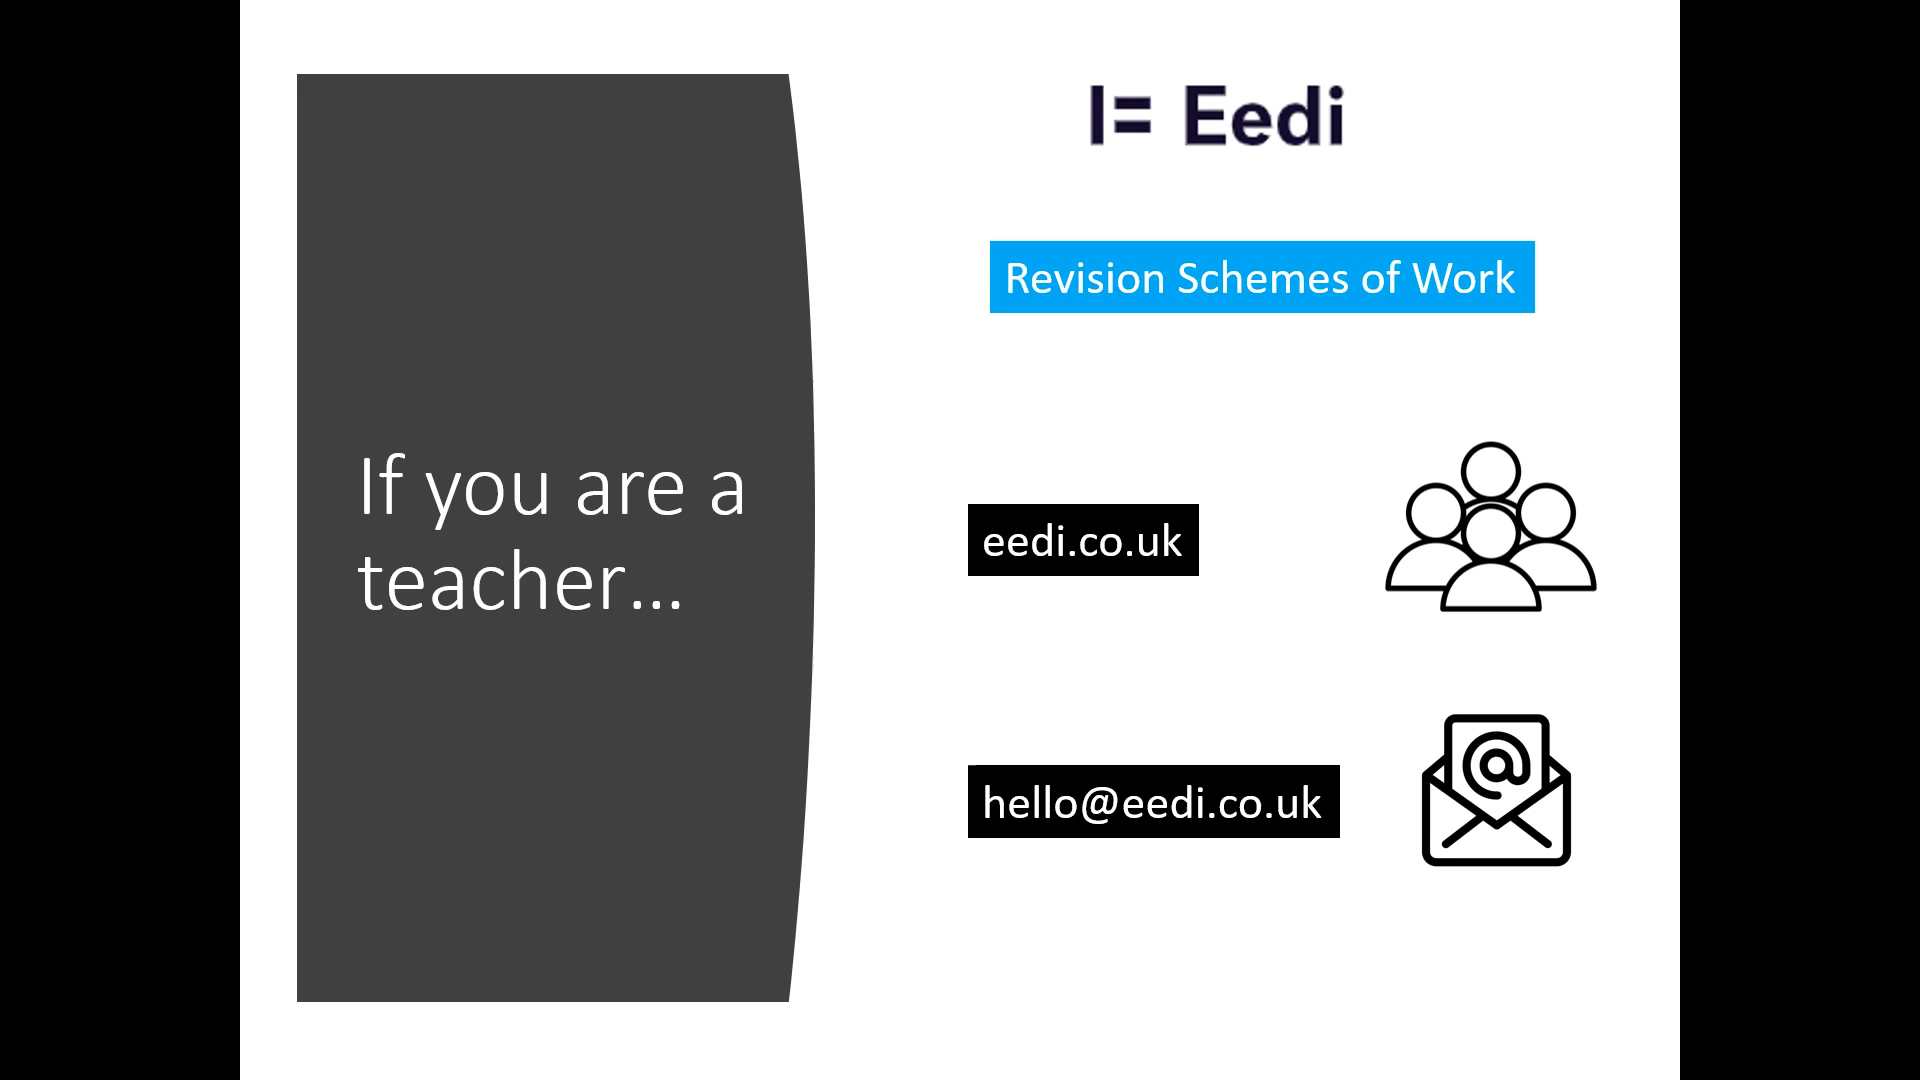 If you are a
teacher...
I= Eedi
Revision Schemes of Work
eedi.co.uk
hello@eedi.co.uk